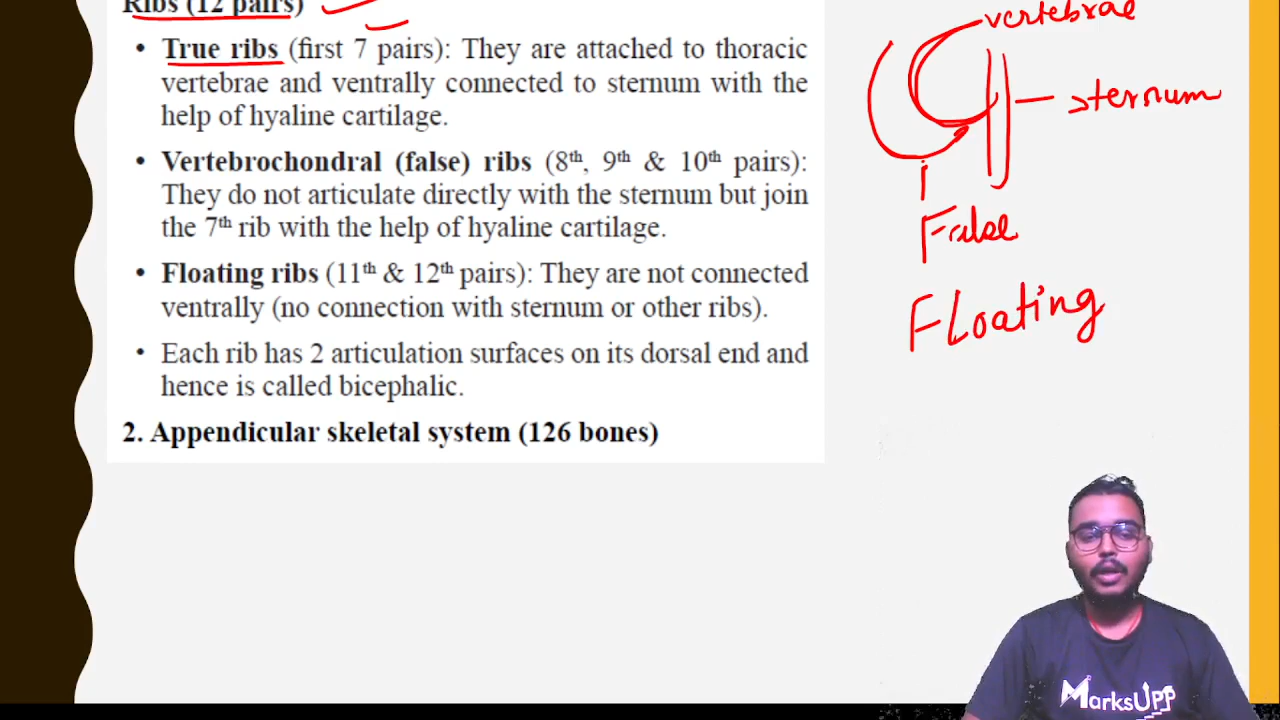 Ribs (12 pairs)
• True ribs (first 7 pairs): They are attached to thoracic
vertebrae and ventrally connected to sternum with the
help of hyaline cartilage.
• Vertebrochondral (false) ribs (8th, 9th & 10th pairs):
They do not articulate directly with the sternum but join
the 7th rib with the help of hyaline cartilage.
• Floating ribs (11th & 12th pairs): They are not connected
ventrally (no connection with sternum or other ribs).
• Each rib has 2 articulation surfaces on its dorsal end and
hence is called bicephalic.
2. Appendicular skeletal system (126 bones)
vertebrae
sternum
False
Floating
MarksUpp